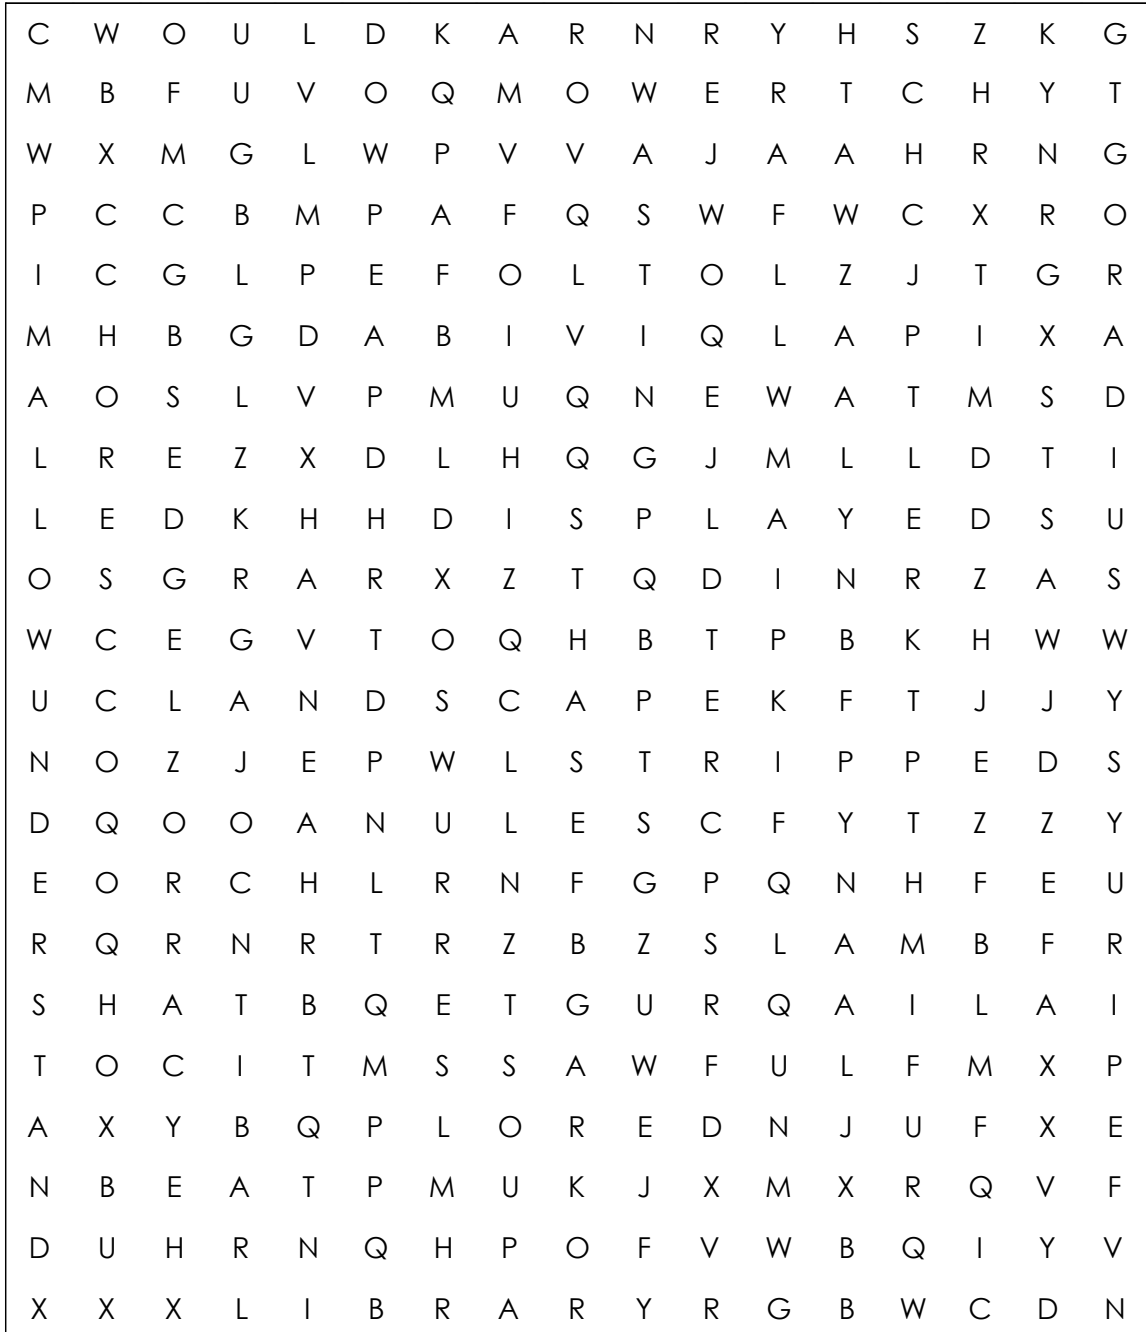 C W O U L D K A R N R Y H S Z K G
M B F U V O Q M O W E R T C H Y T
W X M G L W P V V A J A A H R N G
P C C B M P A F Q S W F W C X R O
I C G L P E F O L T O L Z J T G R
M H B G D A B I V I Q L A P I X A
A O S L V P M U Q N E W A T M S D
L R E Z X D L H Q G J M L L D T I
L E D K H H D I S P L A Y E D S U
O S G R A R X Z T Q D I N R Z A S
W C E G V T O Q H B T P B K H W W
U C L A N D S C A P E K F T J J Y
N O Z J E P W L S T R I P P E D S
D Q O O A N U L E S C F Y T Z Z Y
E O R C H L R N F G P Q N H F E U
R Q R N R T R Z B Z S L A M B F R
S H A T B Q E T G U R Q A I L A I
T O C I T M S S A W F U L F M X P
A X Y B Q P L O R E D N J U F X E
N B E A T P M U K J X M X R Q V F
D U H R N Q H P O F V W B Q I Y V
X X X L I B R A R Y R G B W C D N